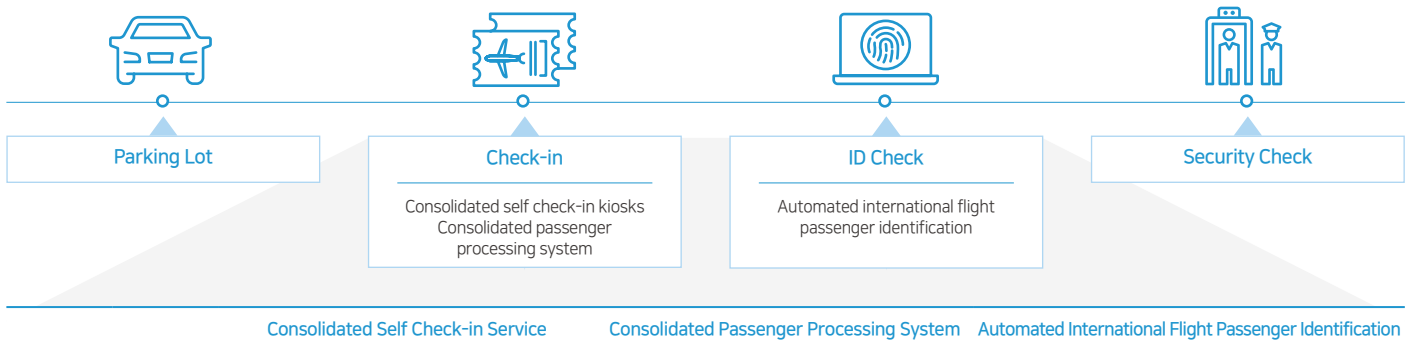 Parking Lot
Check-in
Consolidated self check-in kiosks
Consolidated passenger
processing system
ID Check
Automated international flight
passenger identification
Security Check
Consolidated Self Check-in Service
Consolidated Passenger Processing System
Automated International Flight Passenger Identification